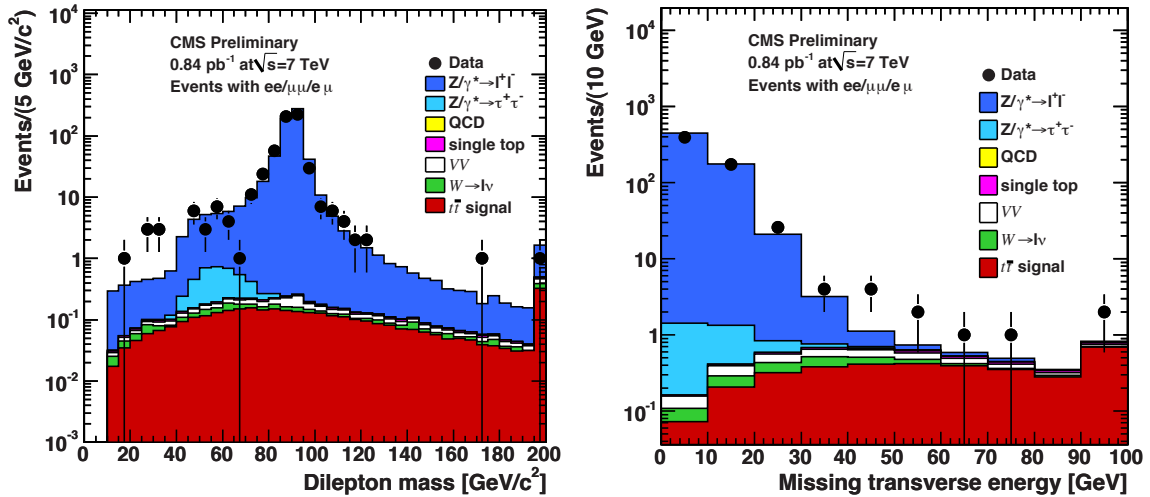 Events/(5 GeV/c²)
10⁴
10³
10²
10
1
10⁻¹
10⁻²
10⁻³
CMS Preliminary
0.84 pb⁻¹ at √s=7 TeV
Events with ee/μμ/e μ
Data
Z/γ*→l⁺l⁻
Z/γ*→τ⁺τ⁻
QCD
single top
VV
W→lν
tt̄ signal
0 20 40 60 80 100 120 140 160 180 200
Dilepton mass [GeV/c²]
Events/(10 GeV)
10⁴
10³
10²
10
1
10⁻¹
CMS Preliminary
0.84 pb⁻¹ at √s=7 TeV
Events with ee/μμ/e μ
Data
Z/γ*→l⁺l⁻
Z/γ*→τ⁺τ⁻
QCD
single top
VV
W→lν
tt̄ signal
0 10 20 30 40 50 60 70 80 90 100
Missing transverse energy [GeV]